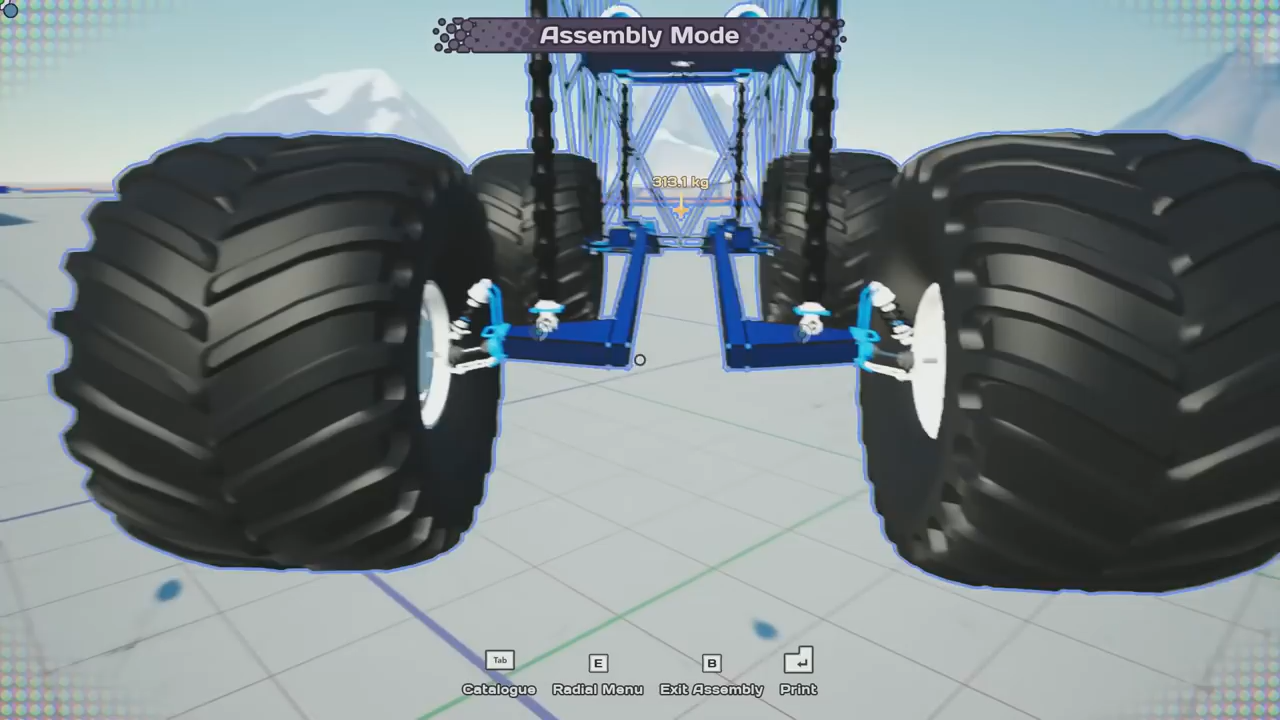 Assembly Mode
313.1 kg
Tab
E
B
Catalogue
Radial Menu
Exit Assembly
Print